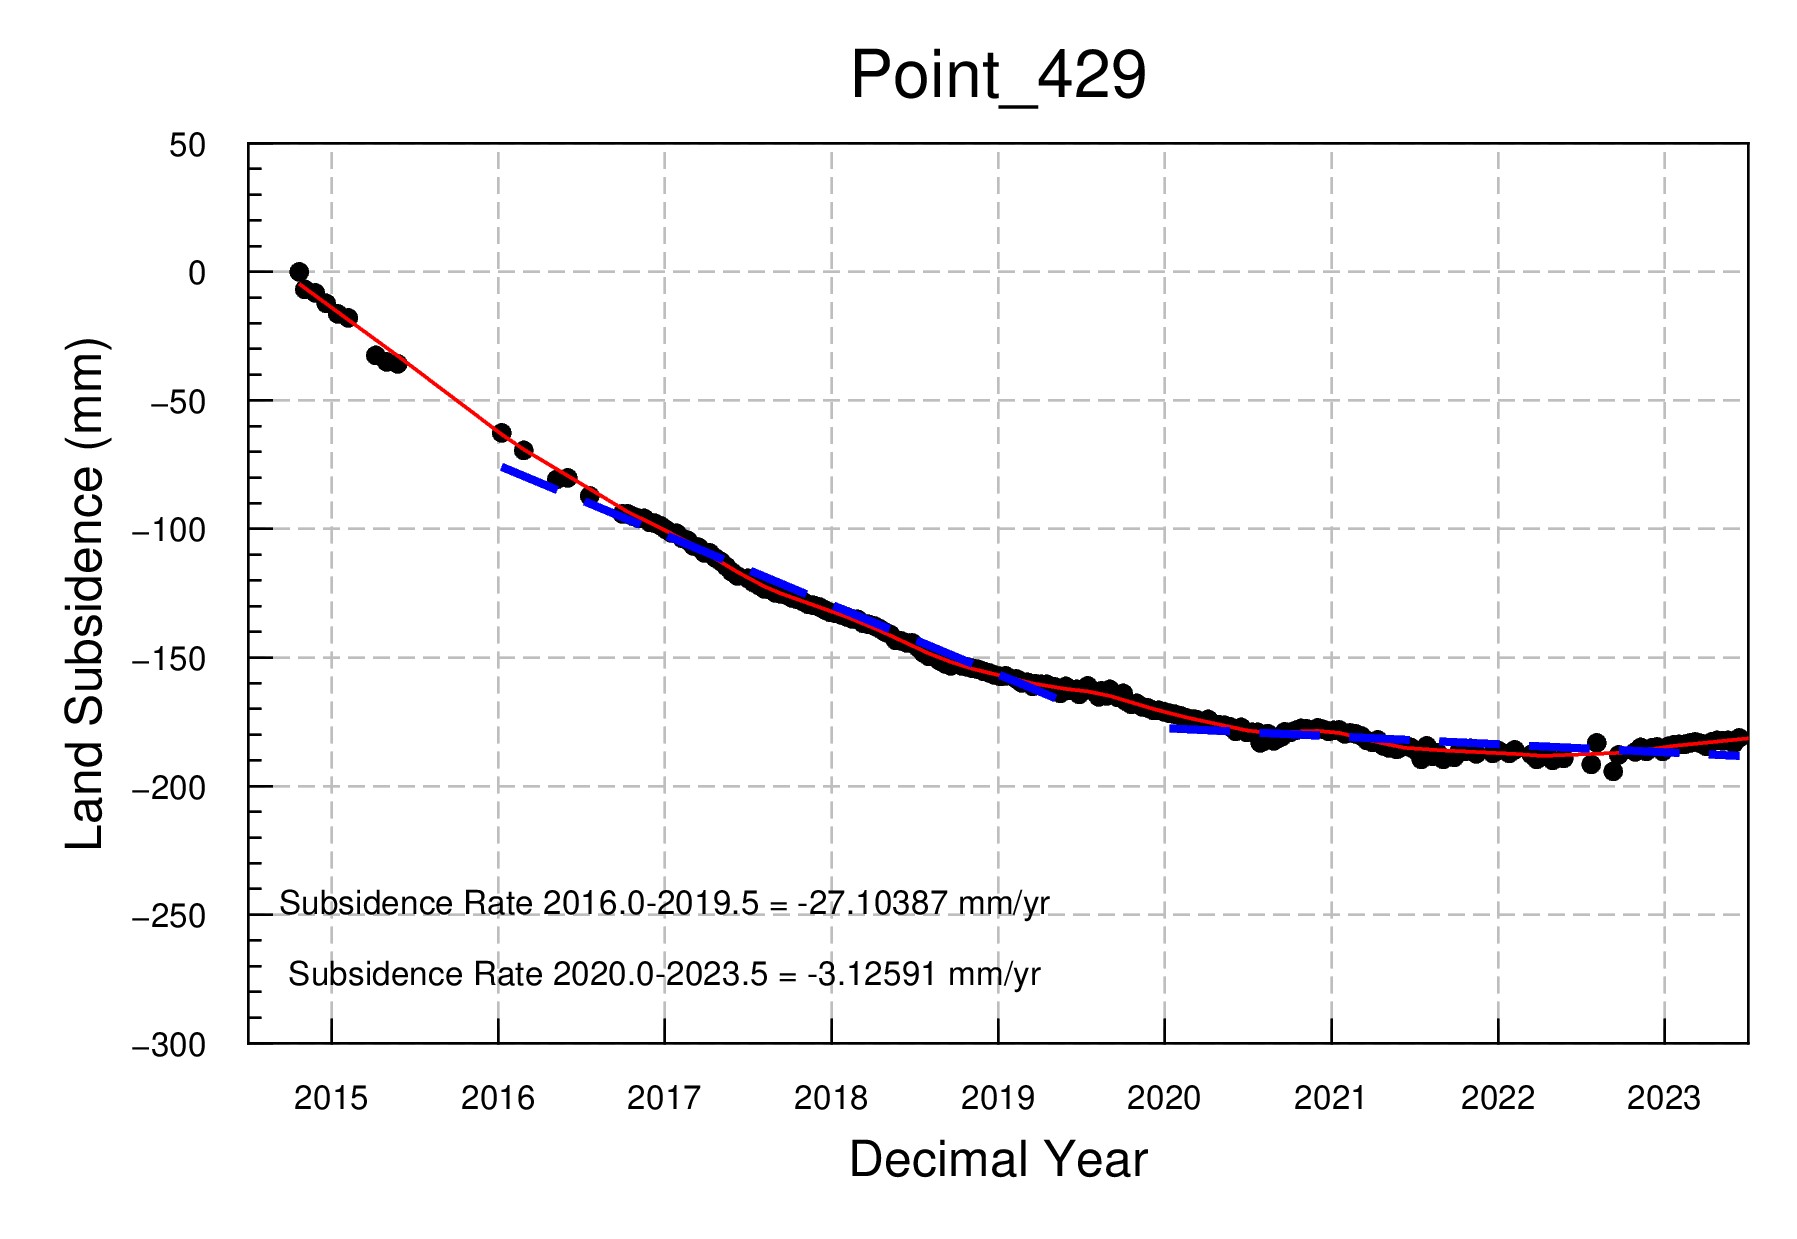 Point_429
50
0
−50
−100
−150
−200
−250
−300
Land Subsidence (mm)
Subsidence Rate 2016.0-2019.5 = -27.10387 mm/yr
Subsidence Rate 2020.0-2023.5 = -3.12591 mm/yr
2015 2016 2017 2018 2019 2020 2021 2022 2023
Decimal Year